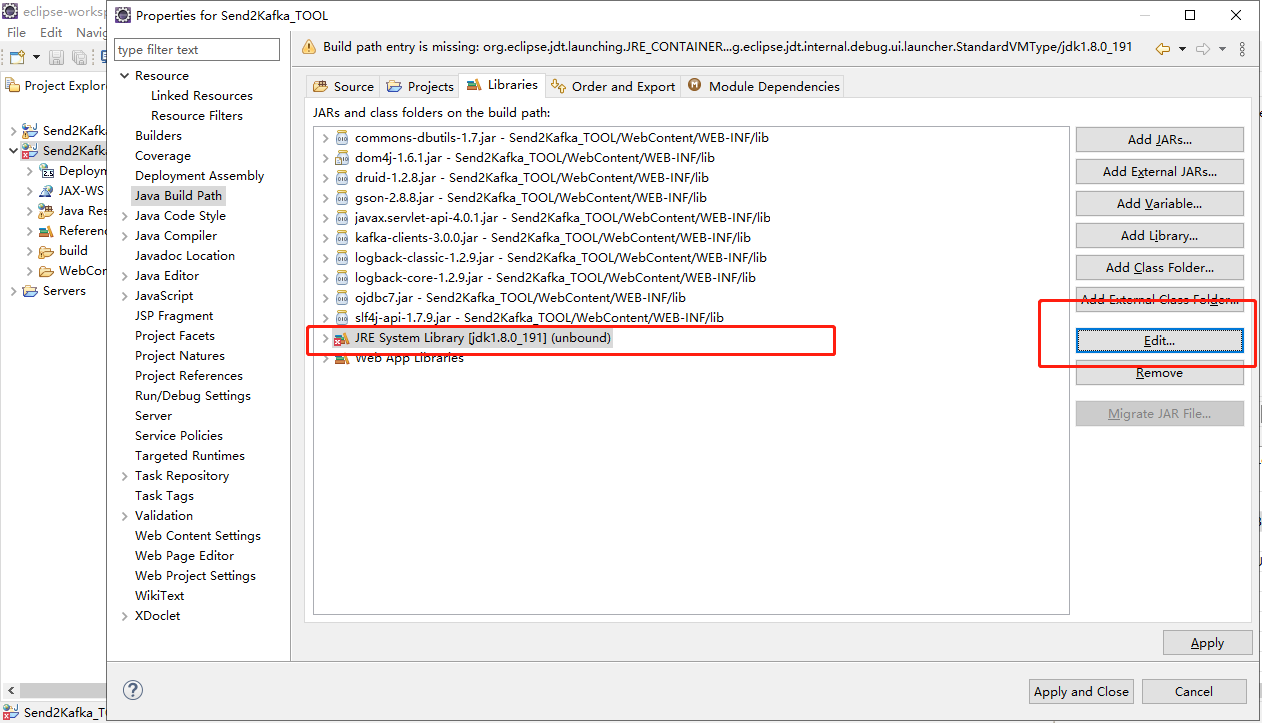 eclipse-worksp
Properties for Send2Kafka_TOOL
File Edit Navig
type filter text
Build path entry is missing: org.eclipse.jdt.launching.JRE_CONTAINER...g.eclipse.jdt.internal.debug.ui.launcher.StandardVMType/jdk1.8.0_191
Project Explor
Send2Kafka
Send2Kafka
Deploym
JAX-WS
Java Res
Referenc
build
WebCon
Servers
Send2Kafka_TO
Resource
Linked Resources
Resource Filters
Builders
Coverage
Deployment Assembly
Java Build Path
Java Code Style
Java Compiler
Javadoc Location
Java Editor
JavaScript
JSP Fragment
Project Facets
Project Natures
Project References
Run/Debug Settings
Server
Service Policies
Targeted Runtimes
Task Repository
Task Tags
Validation
Web Content Settings
Web Page Editor
Web Project Settings
WikiText
XDoclet
Source Projects Libraries Order and Export Module Dependencies
JARs and class folders on the build path:
commons-dbutils-1.7.jar - Send2Kafka_TOOL/WebContent/WEB-INF/lib
dom4j-1.6.1.jar - Send2Kafka_TOOL/WebContent/WEB-INF/lib
druid-1.2.8.jar - Send2Kafka_TOOL/WebContent/WEB-INF/lib
gson-2.8.8.jar - Send2Kafka_TOOL/WebContent/WEB-INF/lib
javax.servlet-api-4.0.1.jar - Send2Kafka_TOOL/WebContent/WEB-INF/lib
kafka-clients-3.0.0.jar - Send2Kafka_TOOL/WebContent/WEB-INF/lib
logback-classic-1.2.9.jar - Send2Kafka_TOOL/WebContent/WEB-INF/lib
logback-core-1.2.9.jar - Send2Kafka_TOOL/WebContent/WEB-INF/lib
ojdbc7.jar - Send2Kafka_TOOL/WebContent/WEB-INF/lib
slf4j-api-1.7.9.jar - Send2Kafka_TOOL/WebContent/WEB-INF/lib
JRE System Library [jdk1.8.0_191] (unbound)
Web App Libraries
Add JARs...
Add External JARs...
Add Variable...
Add Library...
Add Class Folder...
Add External Class Folder...
Edit...
Remove
Migrate JAR File...
Apply
Apply and Close
Cancel